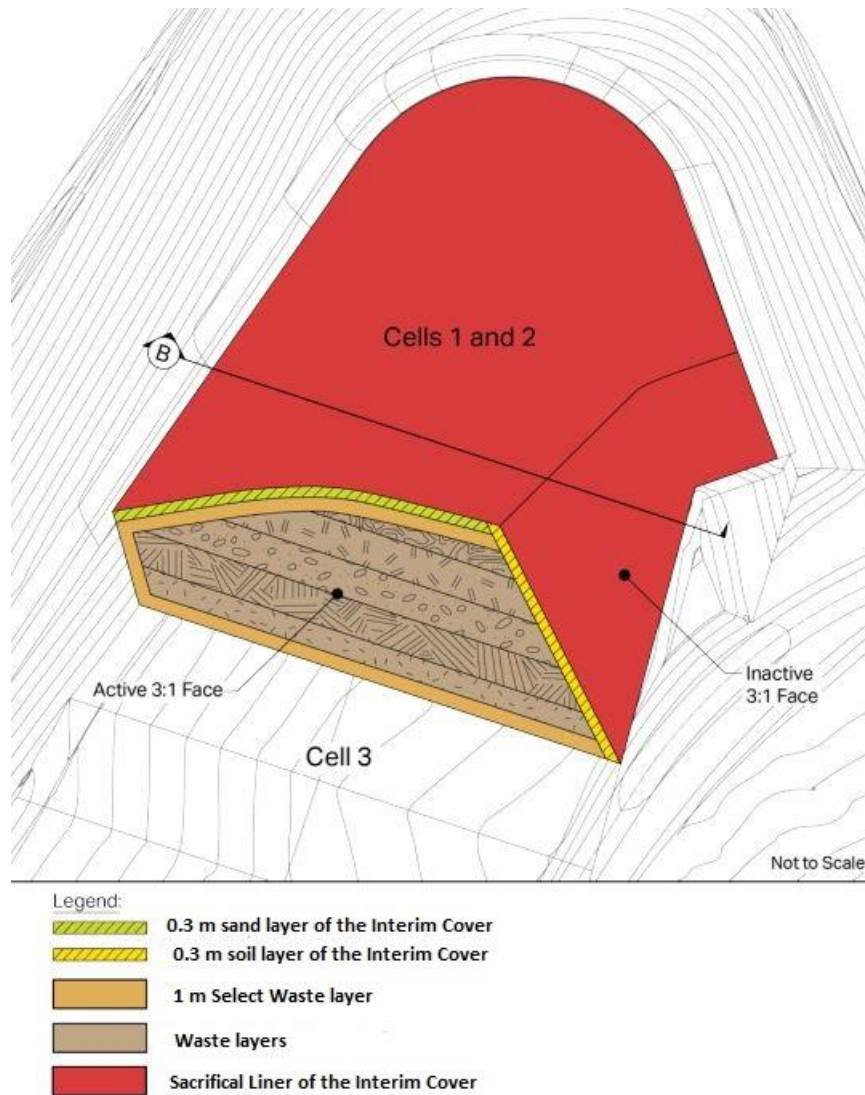 Cells 1 and 2
B
Active 3:1 Face
Inactive
3:1 Face
Cell 3
Not to Scale
Legend:
0.3 m sand layer of the Interim Cover
0.3 m soil layer of the Interim Cover
1 m Select Waste layer
Waste layers
Sacrifical Liner of the Interim Cover